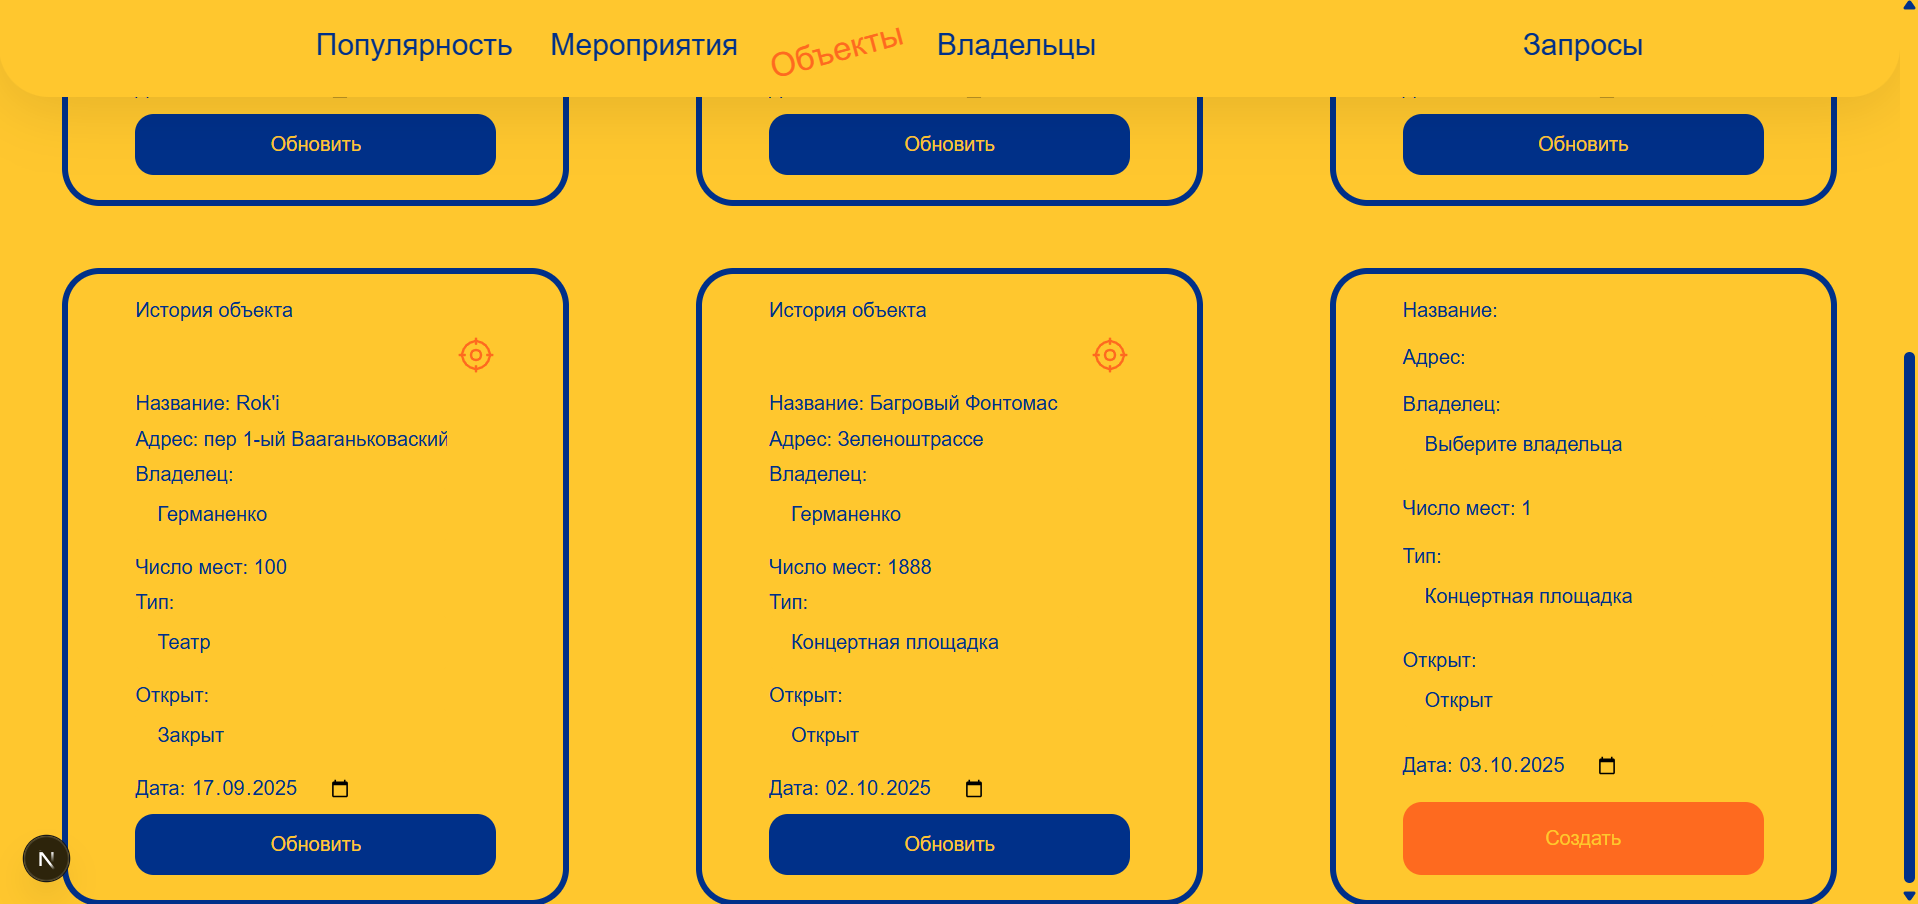 Популярность Мероприятия Объекты Владельцы Запросы
Обновить
Обновить
Обновить
История объекта
Название: Rok'i
Адрес: пер 1-ый Вааганьковаский
Владелец:
Германенко
Число мест: 100
Тип:
Театр
Открыт:
Закрыт
Дата: 17.09.2025
Обновить
История объекта
Название: Багровый Фонтомас
Адрес: Зеленоштрассе
Владелец:
Германенко
Число мест: 1888
Тип:
Концертная площадка
Открыт:
Открыт
Дата: 02.10.2025
Обновить
Название:
Адрес:
Владелец:
Выберите владельца
Число мест: 1
Тип:
Концертная площадка
Открыт:
Открыт
Дата: 03.10.2025
Создать
N